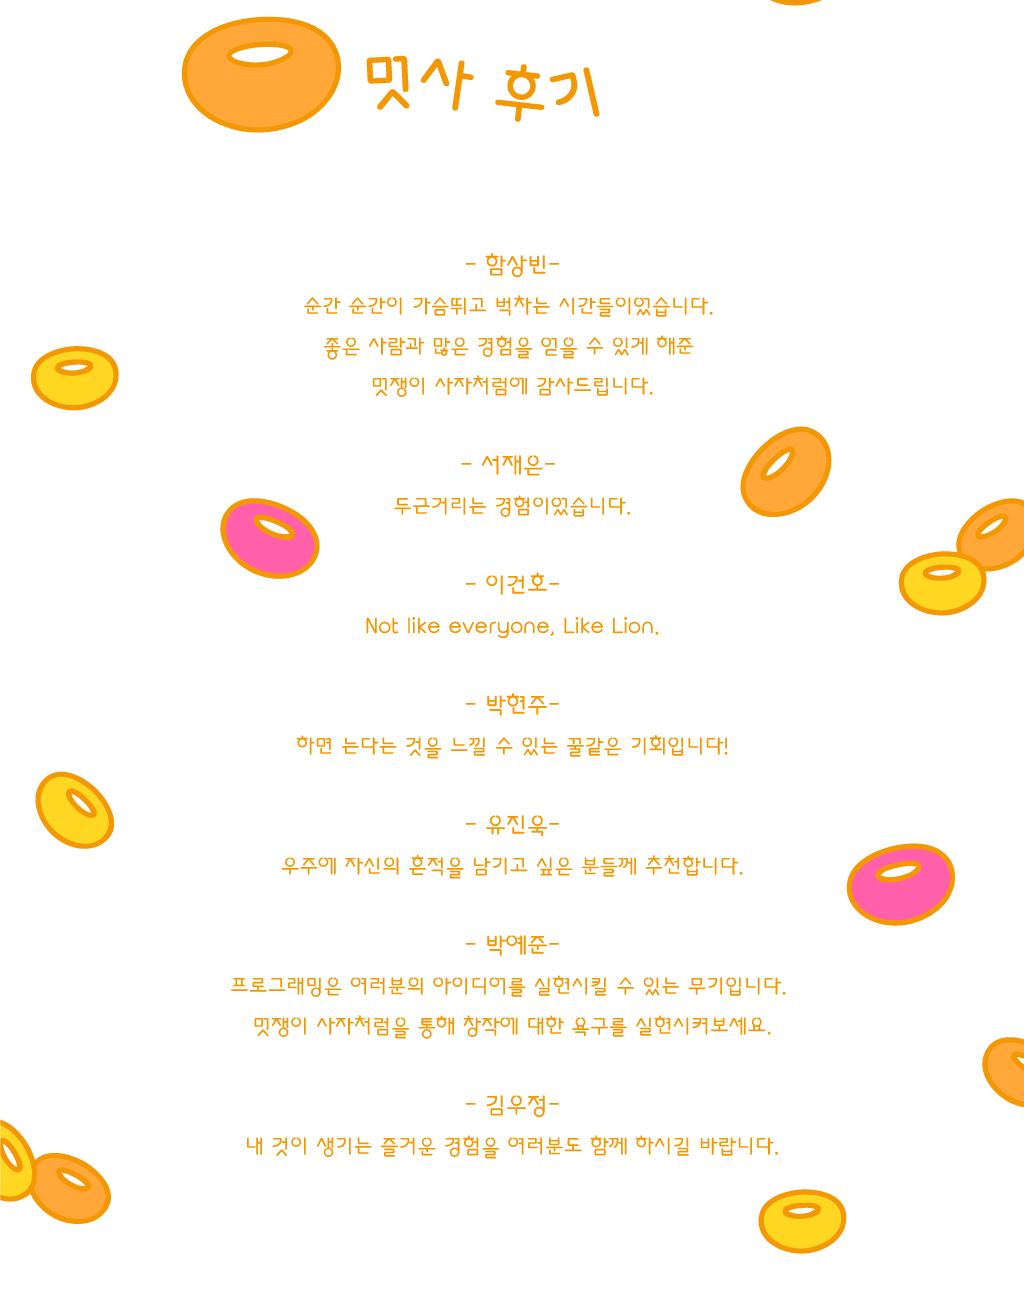 멋사 후기
- 함상빈-
순간 순간이 가슴뛰고 벅차는 시간들이었습니다.
좋은 사람과 많은 경험을 얻을 수 있게 해준
멋쟁이 사자처럼에 감사드립니다.
- 서재은-
두근거리는 경험이었습니다.
- 이건호-
Not like everyone, Like Lion.
- 박현주-
하면 는다는 것을 느낄 수 있는 꿀같은 기회입니다!
- 유진욱-
우주에 자신의 흔적을 남기고 싶은 분들께 추천합니다.
- 박예준-
프로그래밍은 여러분의 아이디어를 실현시킬 수 있는 무기입니다.
멋쟁이 사자처럼을 통해 창작에 대한 욕구를 실현시켜보세요.
- 김우정-
내 것이 생기는 즐거운 경험을 여러분도 함께 하시길 바랍니다.